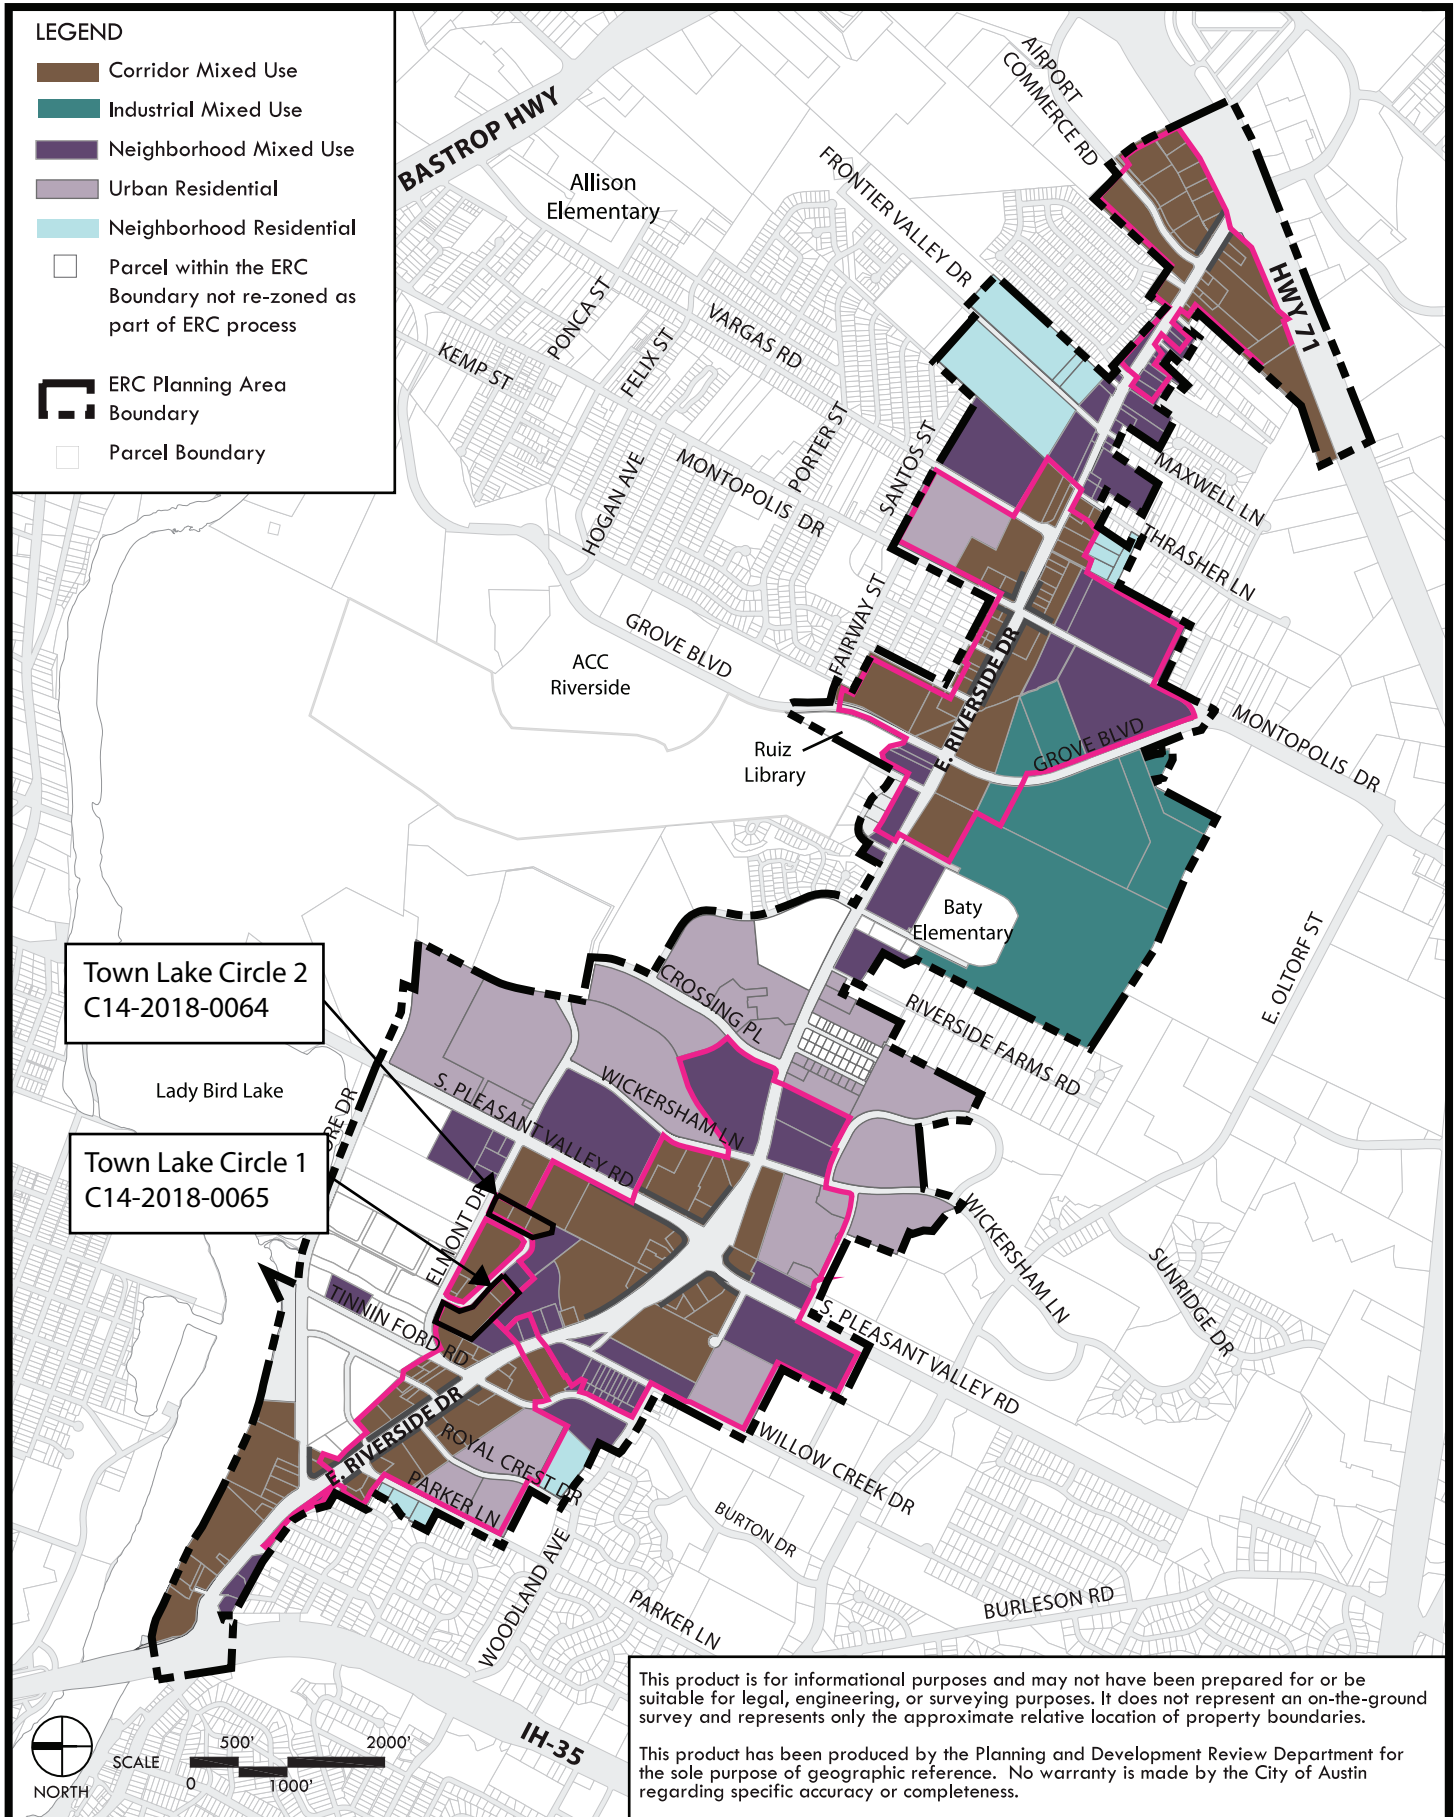 LEGEND
Corridor Mixed Use
Industrial Mixed Use
Neighborhood Mixed Use
Urban Residential
Neighborhood Residential
Parcel within the ERC
Boundary not re-zoned as
part of ERC process
ERC Planning Area
Boundary
Parcel Boundary
BASTROP HWY
Allison
Elementary
AIRPORT
COMMERCE RD
FRONTIER VALLEY DR
HWY 71
PONCA ST
VARGAS RD
FELIX ST
KEMP ST
PORTER ST
SANTOS ST
HOGAN AVE
MONTOPOLIS DR
MAXWELL LN
THRASHER LN
FAIRWAY ST
GROVE BLVD
ACC
Riverside
E. RIVERSIDE DR
Ruiz
Library
GROVE BLVD
MONTOPOLIS DR
Baty
Elementary
E. OLTORF ST
Town Lake Circle 2
C14-2018-0064
CROSSING PL
RIVERSIDE FARMS RD
Lady Bird Lake
S. PLEASANT VALLEY RD
WICKERSHAM LN
ORE DR
Town Lake Circle 1
C14-2018-0065
ELMONT DR
WICKERSHAM LN
SUNRIDGE DR
TINNIN FORD RD
S. PLEASANT VALLEY RD
E. RIVERSIDE DR
ROYAL CREST DR
PARKER LN
WILLOW CREEK DR
BURTON DR
WOODLAND AVE
PARKER LN
BURLESON RD
IH-35
NORTH
SCALE
500'
2000'
0
1000'
This product is for informational purposes and may not have been prepared for or be
suitable for legal, engineering, or surveying purposes. It does not represent an on-the-ground
survey and represents only the approximate relative location of property boundaries.
This product has been produced by the Planning and Development Review Department for
the sole purpose of geographic reference. No warranty is made by the City of Austin
regarding specific accuracy or completeness.